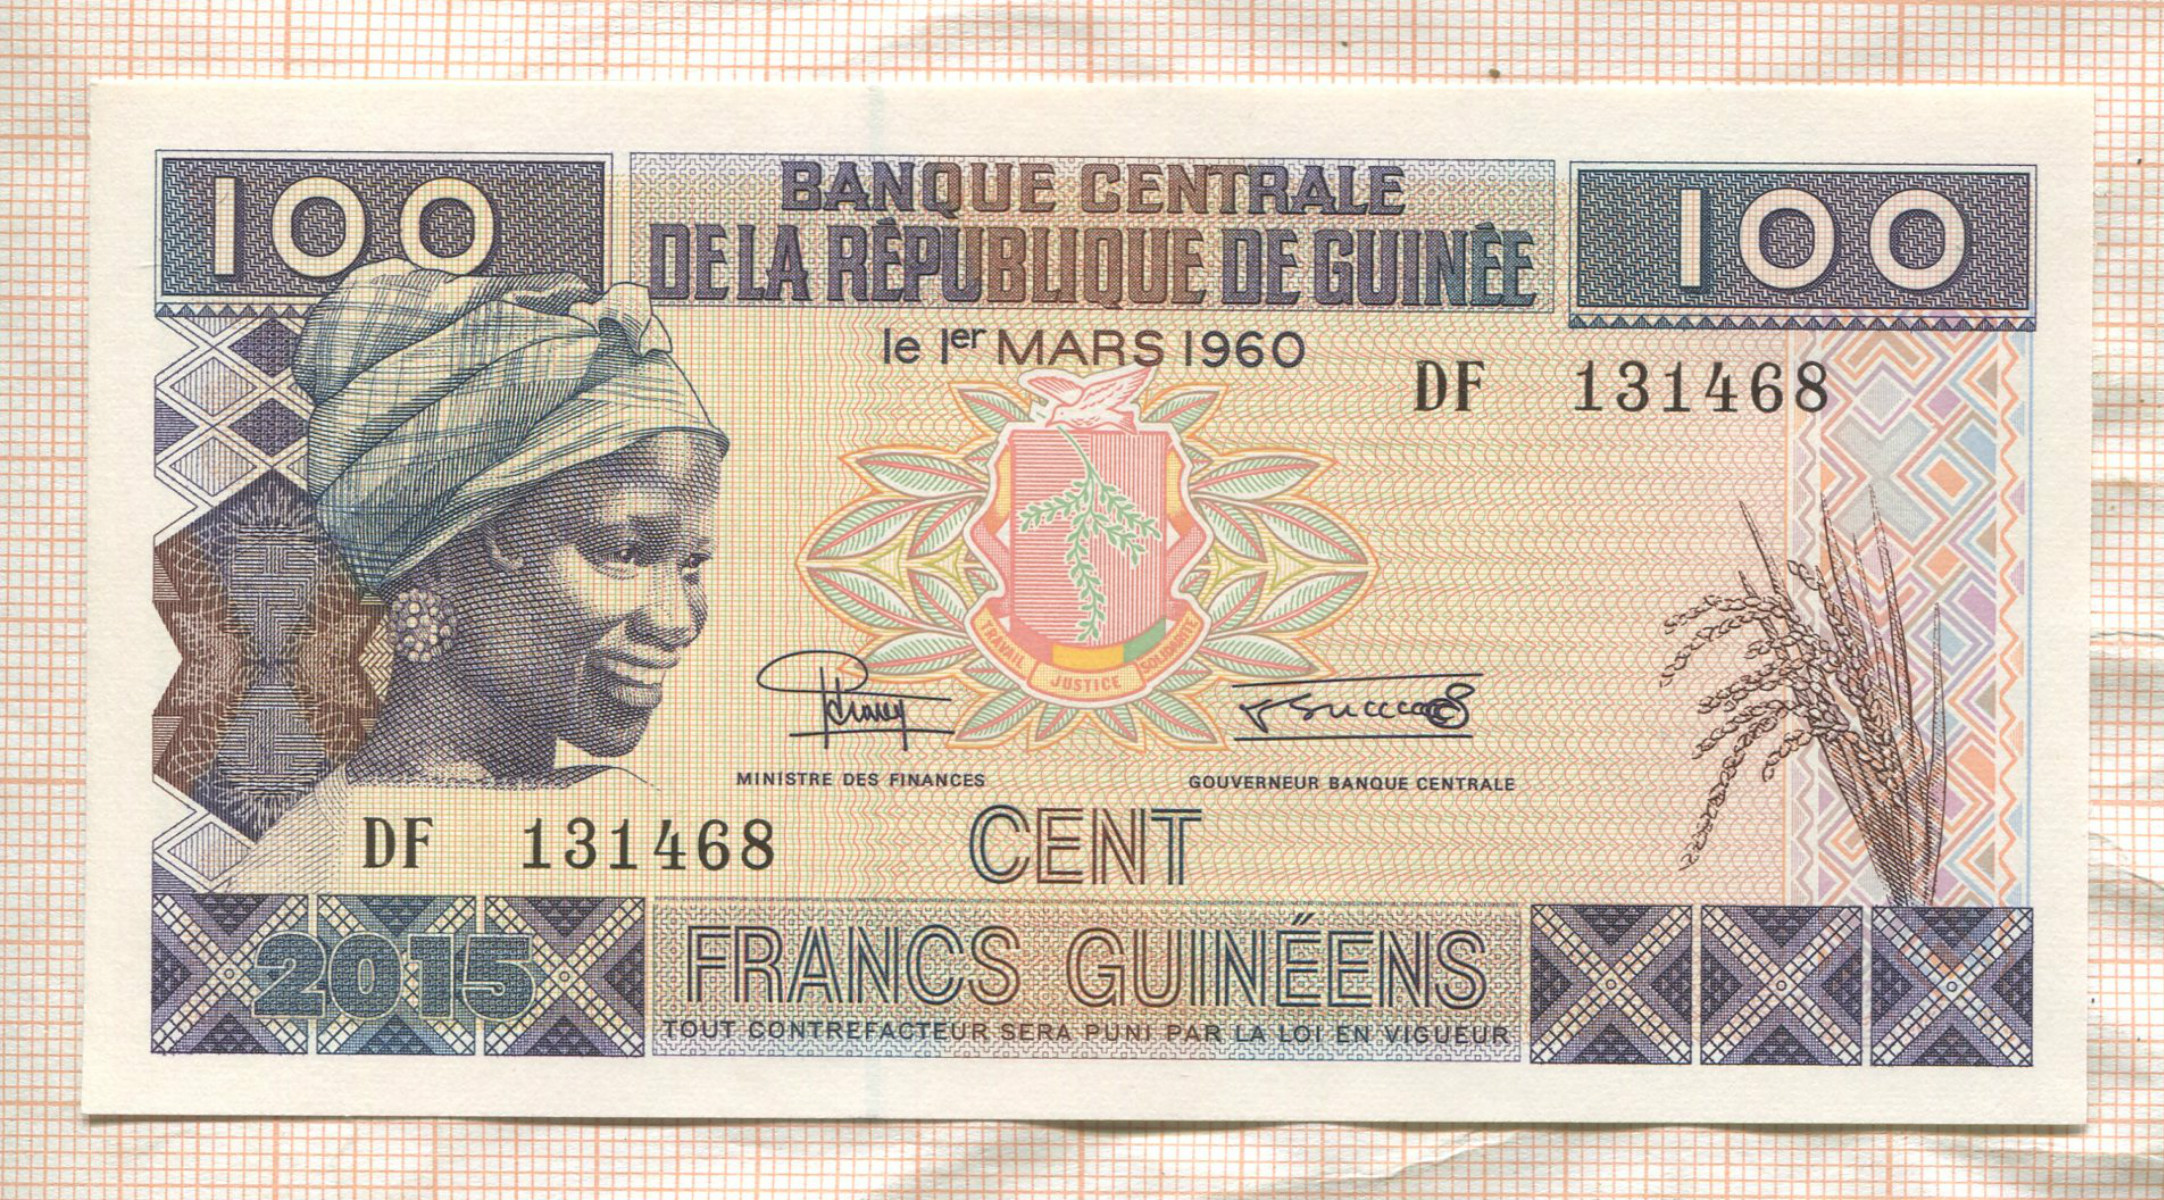 100
BANQUE CENTRALE
DE LA RÉPUBLIQUE DE GUINÉE
100
le 1er MARS 1960
DF 131468
TRAVAIL JUSTICE SOLIDARITÉ
MINISTRE DES FINANCES
GOUVERNEUR BANQUE CENTRALE
DF 131468
CENT
2015
FRANCS GUINÉENS
TOUT CONTREFACTEUR SERA PUNI PAR LA LOI EN VIGUEUR